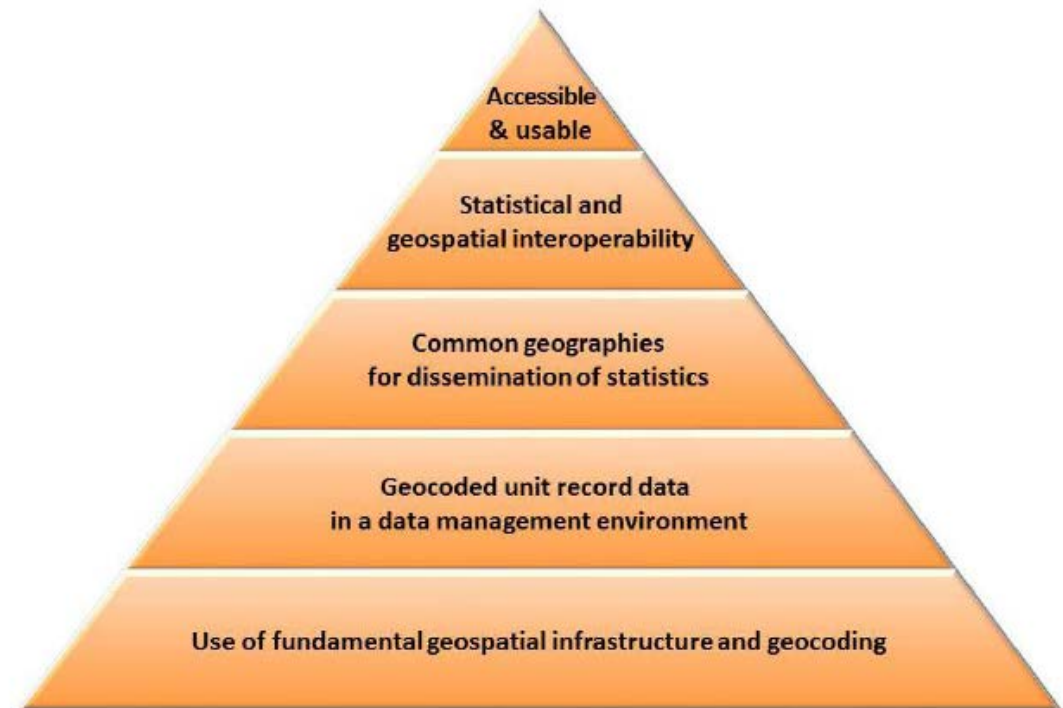 Accessible
& usable
Statistical and
geospatial interoperability
Common geographies
for dissemination of statistics
Geocoded unit record data
in a data management environment
Use of fundamental geospatial infrastructure and geocoding